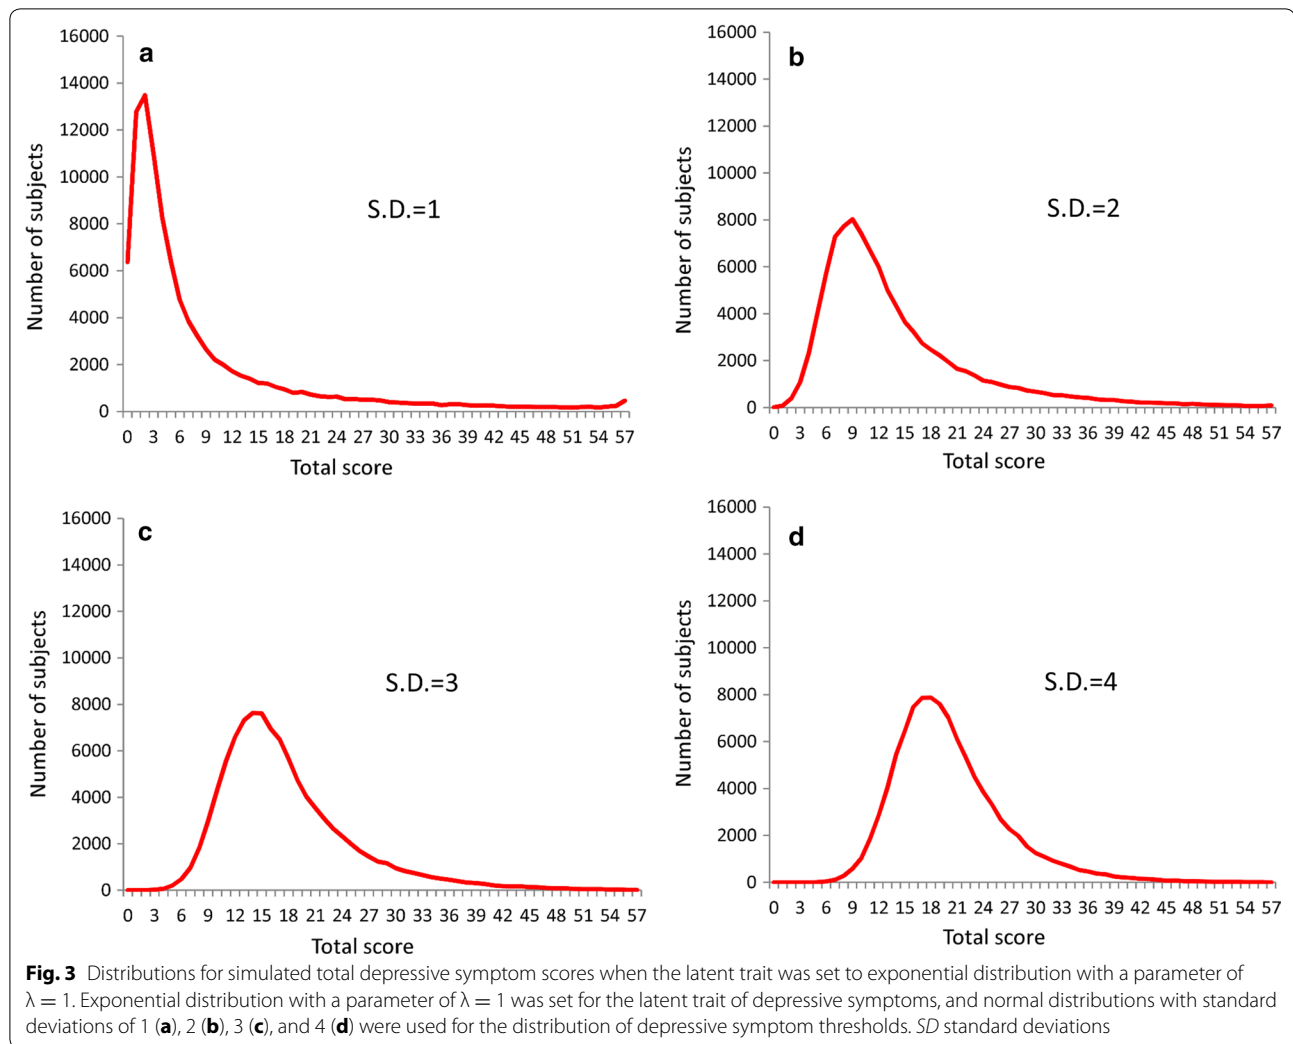 a
16000
14000
12000
10000
8000
6000
4000
2000
0
Number of subjects
S.D.=1
0 3 6 9 12 15 18 21 24 27 30 33 36 39 42 45 48 51 54 57
Total score
b
16000
14000
12000
10000
8000
6000
4000
2000
0
Number of subjects
S.D.=2
0 3 6 9 12 15 18 21 24 27 30 33 36 39 42 45 48 51 54 57
Total score
c
16000
14000
12000
10000
8000
6000
4000
2000
0
Number of subjects
S.D.=3
0 3 6 9 12 15 18 21 24 27 30 33 36 39 42 45 48 51 54 57
Total score
d
16000
14000
12000
10000
8000
6000
4000
2000
0
Number of subjects
S.D.=4
0 3 6 9 12 15 18 21 24 27 30 33 36 39 42 45 48 51 54 57
Total score
Fig. 3 Distributions for simulated total depressive symptom scores when the latent trait was set to exponential distribution with a parameter of
λ = 1. Exponential distribution with a parameter of λ = 1 was set for the latent trait of depressive symptoms, and normal distributions with standard
deviations of 1 (a), 2 (b), 3 (c), and 4 (d) were used for the distribution of depressive symptom thresholds. SD standard deviations